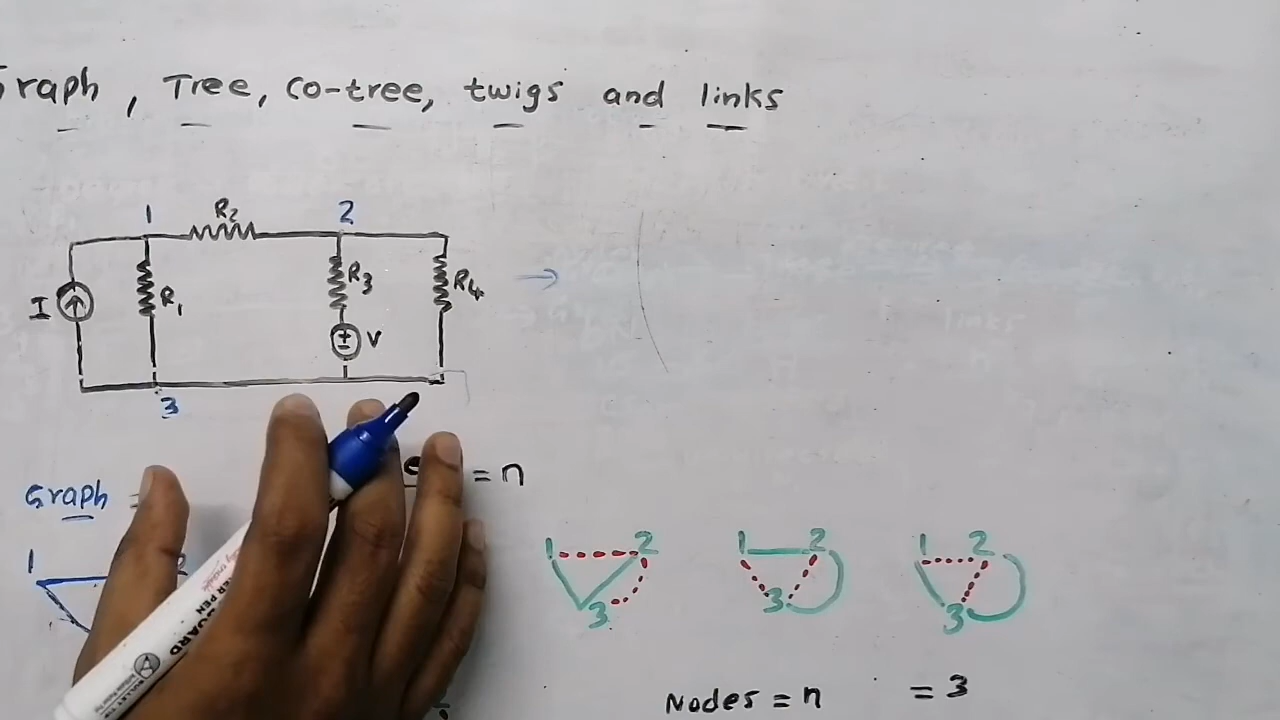 Graph, Tree, co-tree, twigs and links
1 R2 2
I R1 R3 R4
V
3
Graph =
= n
1
1 2 1 2 1 2
3 3 3
Nodes = n = 3